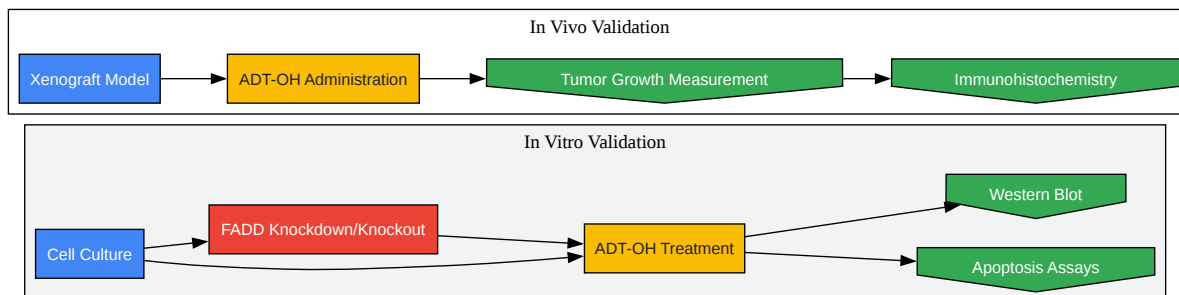 In Vivo Validation
Xenograft Model
ADT-OH Administration
Tumor Growth Measurement
Immunohistochemistry
In Vitro Validation
Cell Culture
FADD Knockdown/Knockout
ADT-OH Treatment
Western Blot
Apoptosis Assays